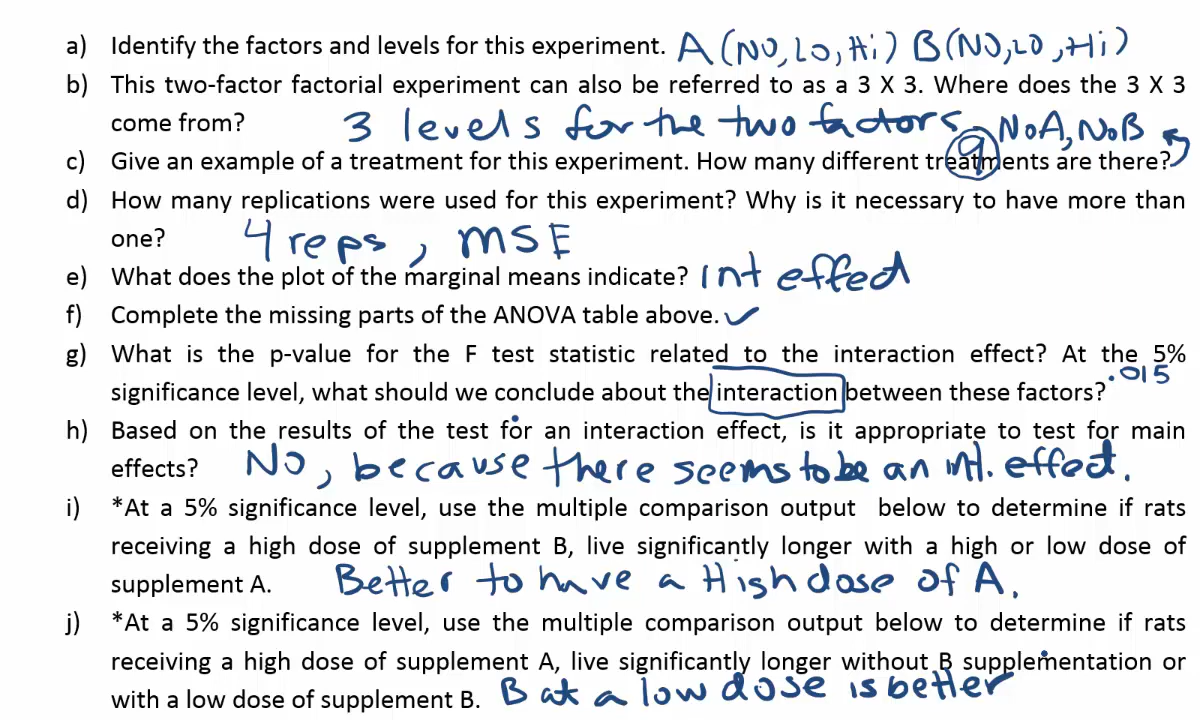 a) Identify the factors and levels for this experiment. A (NO, LO, Hi) B (NO, LO, Hi)
b) This two-factor factorial experiment can also be referred to as a 3 X 3. Where does the 3 X 3
come from? 3 levels for the two factors NoA, NoB
c) Give an example of a treatment for this experiment. How many different treatments are there? 9
d) How many replications were used for this experiment? Why is it necessary to have more than
one? 4 reps, MSE
e) What does the plot of the marginal means indicate? Int effect
f) Complete the missing parts of the ANOVA table above. ✓
g) What is the p-value for the F test statistic related to the interaction effect? At the 5%
significance level, what should we conclude about the interaction between these factors? .015
h) Based on the results of the test for an interaction effect, is it appropriate to test for main
effects? No, because there seems to be an int. effect.
i) *At a 5% significance level, use the multiple comparison output below to determine if rats
receiving a high dose of supplement B, live significantly longer with a high or low dose of
supplement A. Better to have a High dose of A.
j) *At a 5% significance level, use the multiple comparison output below to determine if rats
receiving a high dose of supplement A, live significantly longer without B supplementation or
with a low dose of supplement B. B at a low dose is better